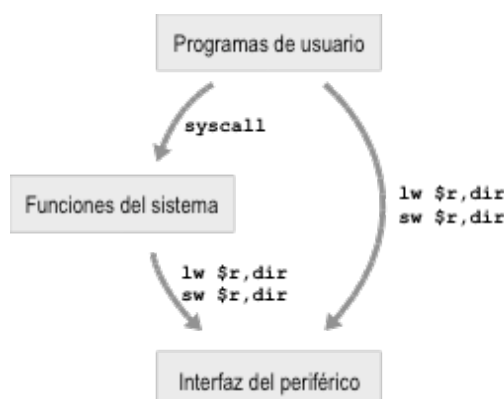 Programas de usuario
syscall
Funciones del sistema
lw $r,dir
sw $r,dir
lw $r,dir
sw $r,dir
Interfaz del periférico